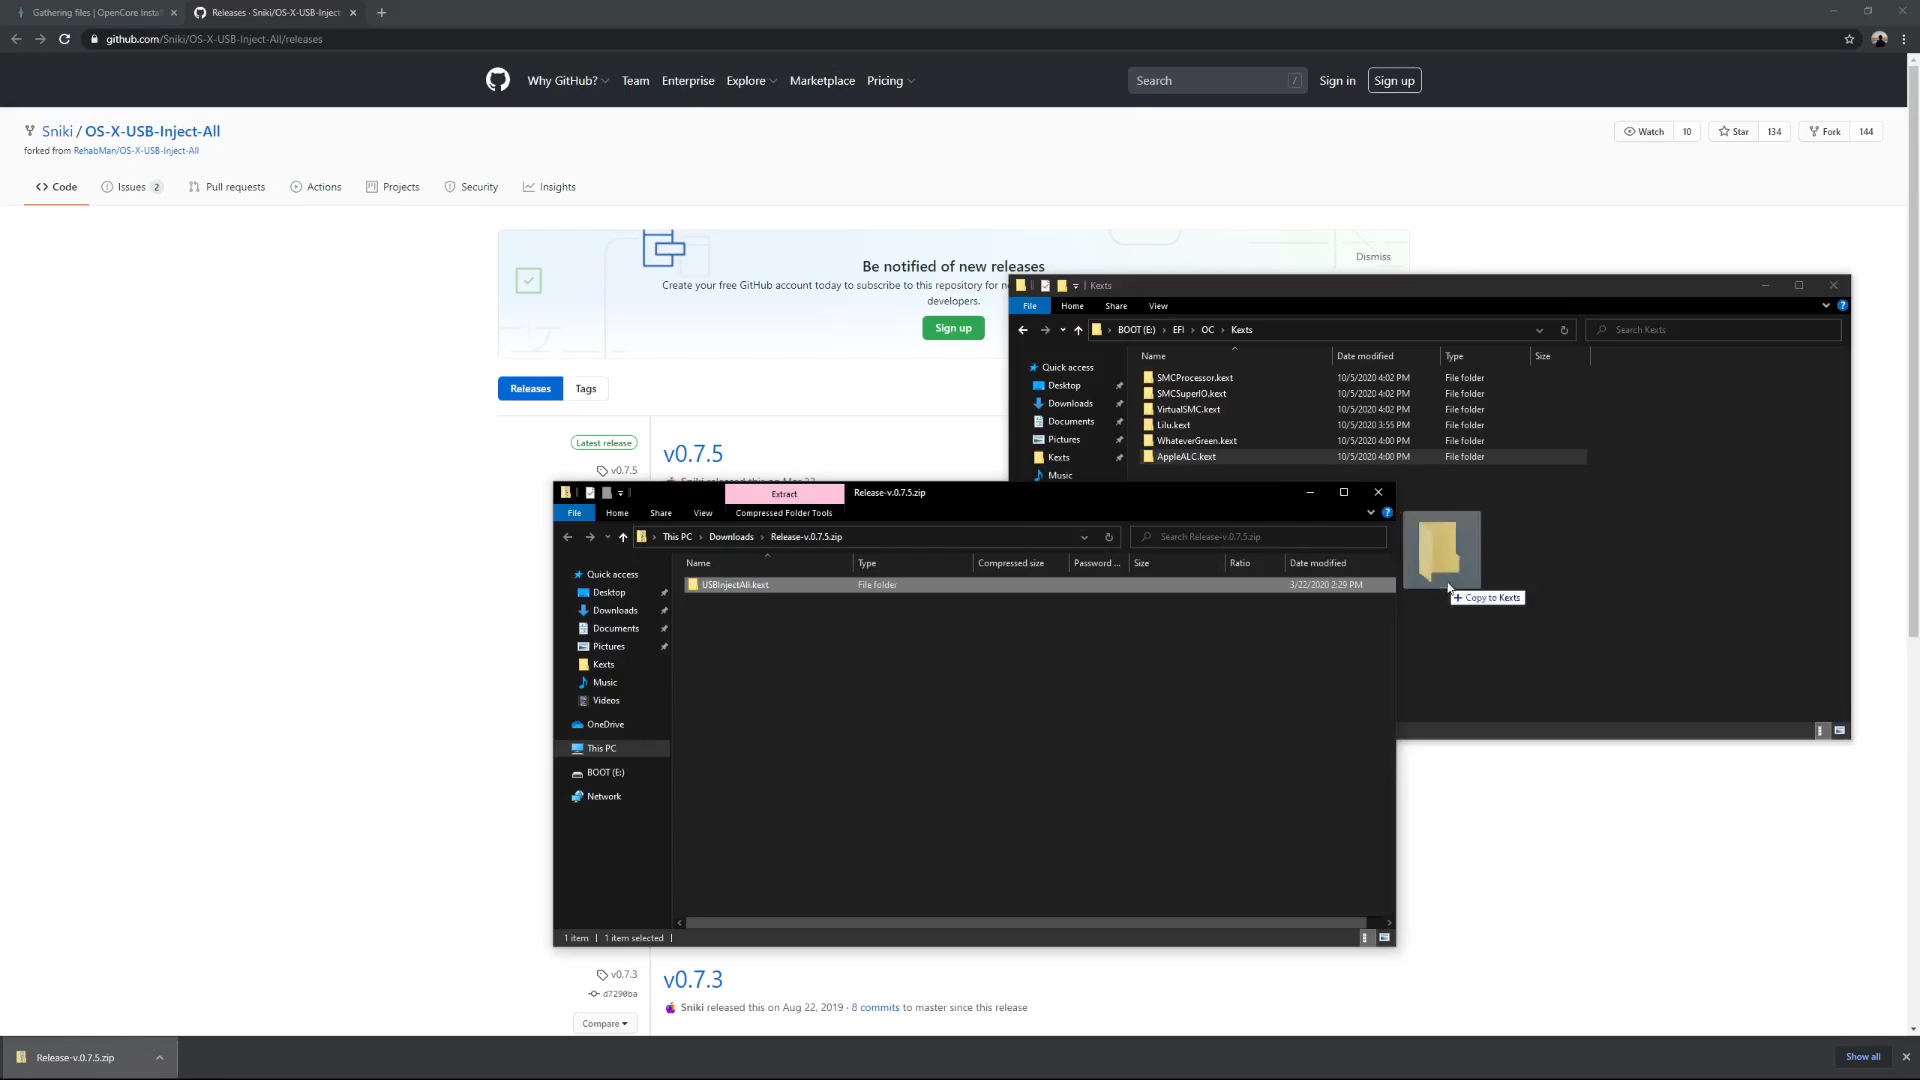 Gathering files | OpenCore Insta
Releases · Sniki/OS-X-USB-Inject
github.com/Sniki/OS-X-USB-Inject-All/releases
Why GitHub?
Team
Enterprise
Explore
Marketplace
Pricing
Search
/
Sign in
Sign up
Sniki / OS-X-USB-Inject-All
forked from RehabMan/OS-X-USB-Inject-All
Watch 10
Star 134
Fork 144
Code
Issues 2
Pull requests
Actions
Projects
Security
Insights
Be notified of new releases
Create your free GitHub account today to subscribe to this repository for n
developers.
Sign up
Dismiss
Releases
Tags
Latest release
v0.7.5
v0.7.5
Kexts
File
Home
Share
View
BOOT (E:) › EFI › OC › Kexts
Search Kexts
Name
Date modified
Type
Size
Quick access
Desktop
Downloads
Documents
Pictures
Kexts
Music
SMCProcessor.kext 10/5/2020 4:02 PM File folder
SMCSuperIO.kext 10/5/2020 4:02 PM File folder
VirtualSMC.kext 10/5/2020 4:02 PM File folder
Lilu.kext 10/5/2020 3:55 PM File folder
WhateverGreen.kext 10/5/2020 4:00 PM File folder
AppleALC.kext 10/5/2020 4:00 PM File folder
Extract
Release-v.0.7.5.zip
File
Home
Share
View
Compressed Folder Tools
This PC › Downloads › Release-v.0.7.5.zip
Search Release-v.0.7.5.zip
Name
Type
Compressed size
Password ...
Size
Ratio
Date modified
USBInjectAll.kext File folder 3/22/2020 2:29 PM
Quick access
Desktop
Downloads
Documents
Pictures
Kexts
Music
Videos
OneDrive
This PC
BOOT (E:)
Network
1 item
1 item selected
+ Copy to Kexts
v0.7.3
d7290ba
Compare
v0.7.3
Sniki released this on Aug 22, 2019 · 8 commits to master since this release
Release-v.0.7.5.zip
Show all